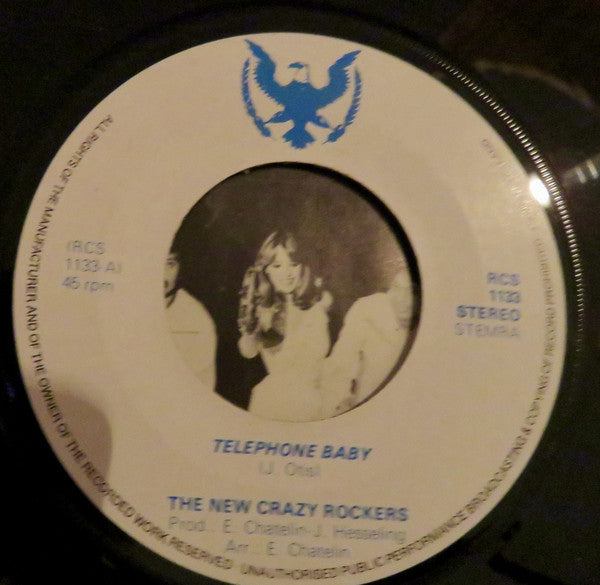 (RCS
1133-A)
45 rpm
RCS
1133
STEREO
STEMRA
TELEPHONE BABY
(J. Otis)
THE NEW CRAZY ROCKERS
Prod.: E. Chatelin-J. Hesseling
Arr.: E. Chatelin
ALL RIGHTS OF THE MANUFACTURER AND OF THE OWNER OF THE RECORDED WORK RESERVED UNAUTHORISED PUBLIC PERFORMANCE BROADCASTING & COPYING OF RECORD PROHIBITED